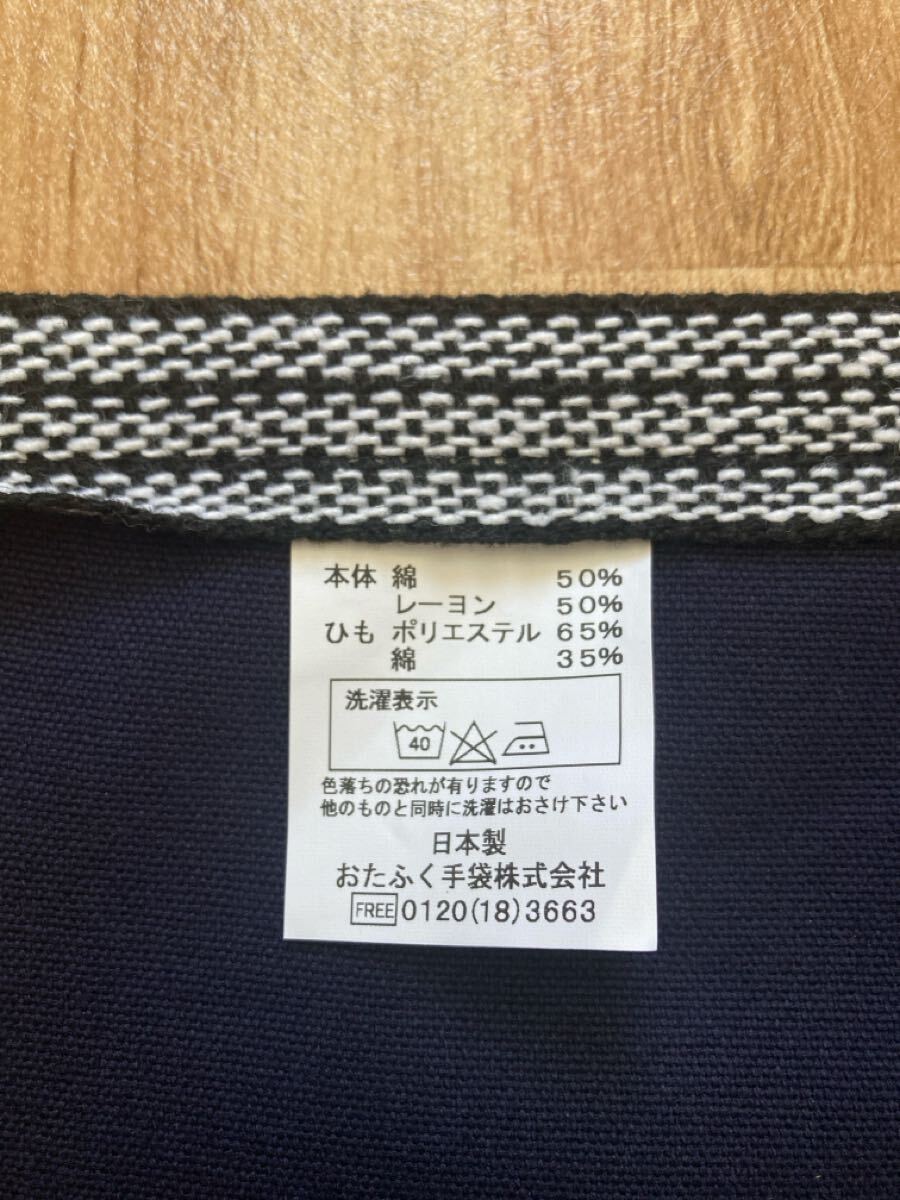 本体 綿 50%
レーヨン 50%
ひも ポリエステル 65%
綿 35%
洗濯表示
40
色落ちの恐れが有りますので
他のものと同時に洗濯はおさけ下さい
日本製
おたふく手袋株式会社
FREE 0120(18)3663